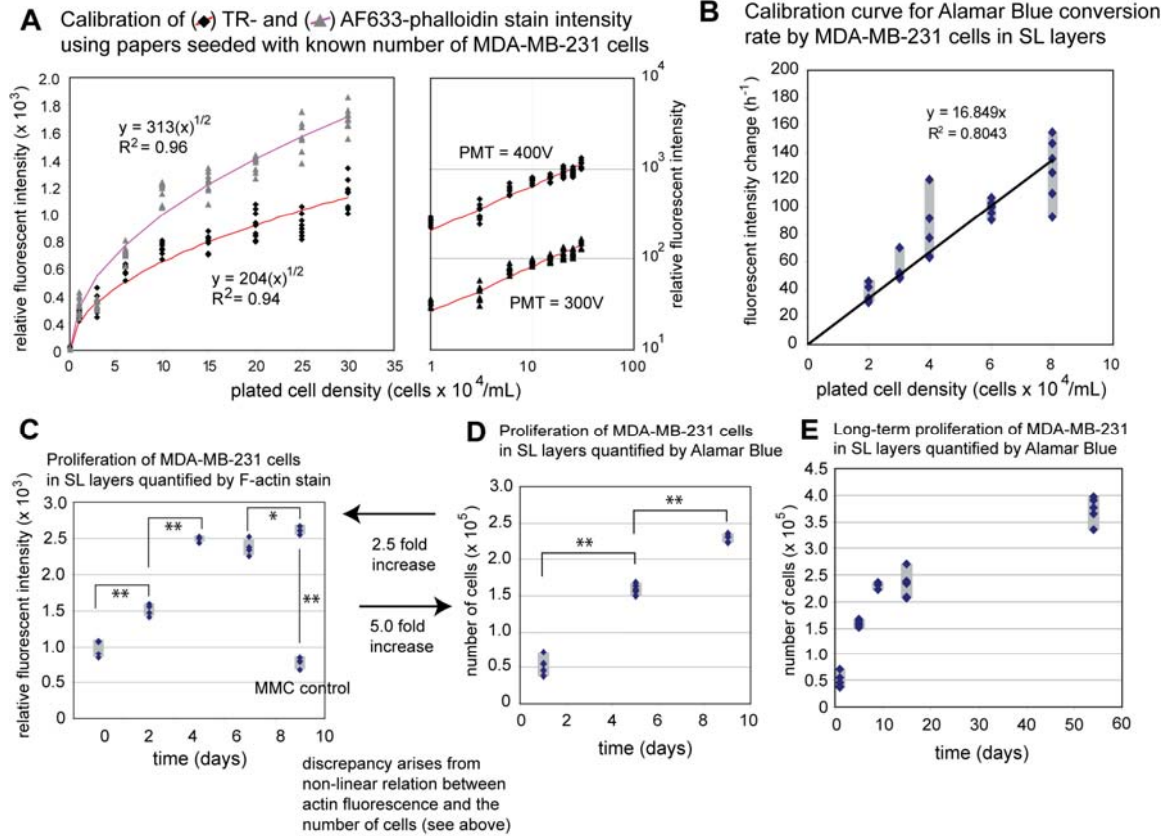 A
Calibration of (◆) TR- and (▲) AF633-phalloidin stain intensity
using papers seeded with known number of MDA-MB-231 cells
relative fluorescent intensity (x 10³)
2.0
1.8
1.6
1.4
1.2
1.0
0.8
0.6
0.4
0.2
0
y = 313(x)^1/2
R² = 0.96
y = 204(x)^1/2
R² = 0.94
0 5 10 15 20 25 30 35
PMT = 400V
PMT = 300V
10⁴
10³
10²
10¹
relative fluorescent intensity
1 10 100
plated cell density (cells x 10⁴/mL)
B
Calibration curve for Alamar Blue conversion
rate by MDA-MB-231 cells in SL layers
fluorescent intensity change (h⁻¹)
200
180
160
140
120
100
80
60
40
20
0
y = 16.849x
R² = 0.8043
0 2 4 6 8 10
plated cell density (cells x 10⁴/mL)
C
Proliferation of MDA-MB-231 cells
in SL layers quantified by F-actin stain
relative fluorescent intensity (x 10³)
3.0
2.5
2.0
1.5
1.0
0.5
0
**
**
*
**
MMC control
0 2 4 6 8 10
time (days)
2.5 fold
increase
5.0 fold
increase
discrepancy arises from
non-linear relation between
actin fluorescence and the
number of cells (see above)
D
Proliferation of MDA-MB-231 cells
in SL layers quantified by Alamar Blue
number of cells (x 10⁵)
3.0
2.5
2.0
1.5
1.0
0.5
0
**
**
0 2 4 6 8 10
time (days)
E
Long-term proliferation of MDA-MB-231
in SL layers quantified by Alamar Blue
number of cells (x 10⁵)
4.5
4.0
3.5
3.0
2.5
2.0
1.5
1.0
0.5
0
0 10 20 30 40 50 60
time (days)